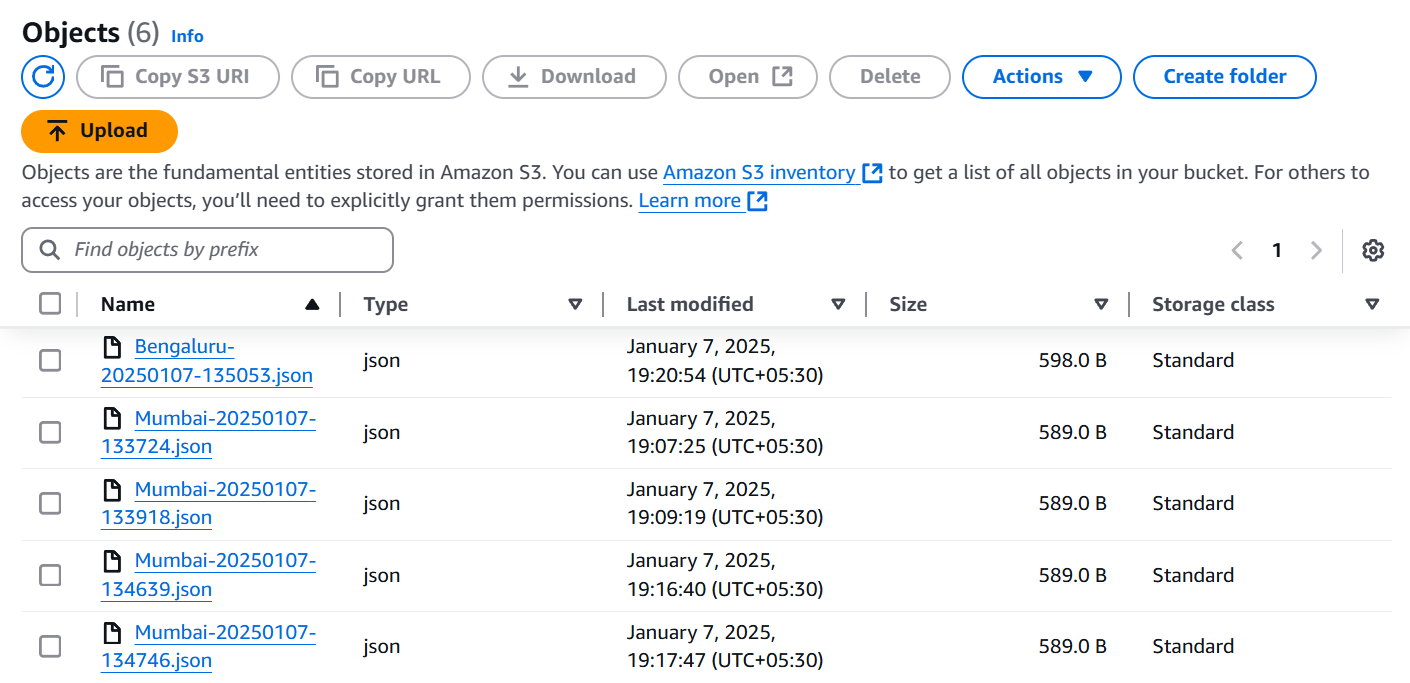 Objects (6) Info
Copy S3 URI Copy URL Download Open Delete Actions Create folder
Upload
Objects are the fundamental entities stored in Amazon S3. You can use Amazon S3 inventory to get a list of all objects in your bucket. For others to
access your objects, you’ll need to explicitly grant them permissions. Learn more
Find objects by prefix 1
Name Type Last modified Size Storage class
Bengaluru- January 7, 2025,
json 598.0 B Standard
20250107-135053.json 19:20:54 (UTC+05:30)
Mumbai-20250107- January 7, 2025,
json 589.0 B Standard
133724.json 19:07:25 (UTC+05:30)
Mumbai-20250107- January 7, 2025,
json 589.0 B Standard
133918.json 19:09:19 (UTC+05:30)
Mumbai-20250107- January 7, 2025,
json 589.0 B Standard
134639.json 19:16:40 (UTC+05:30)
Mumbai-20250107- January 7, 2025,
json 589.0 B Standard
134746.json 19:17:47 (UTC+05:30)